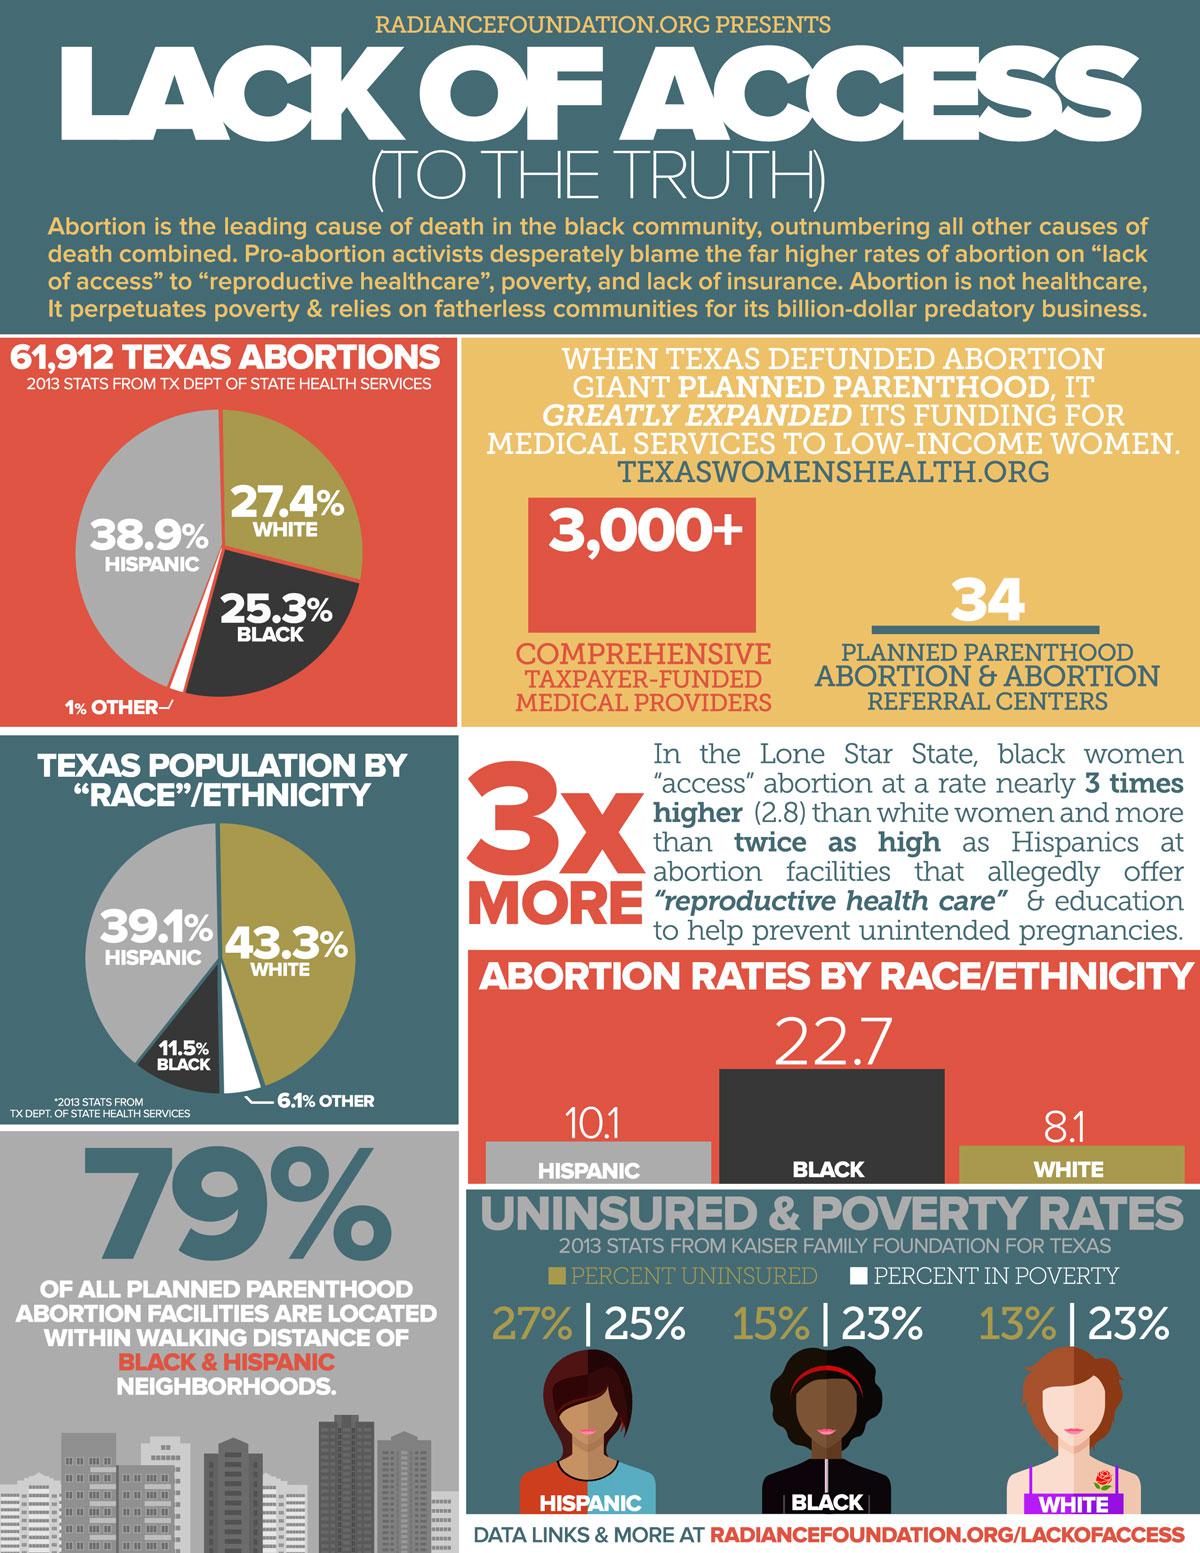 RADIANCEFOUNDATION.ORG PRESENTS
LACK OF ACCESS
(TO THE TRUTH)
Abortion is the leading cause of death in the black community, outnumbering all other causes of
death combined. Pro-abortion activists desperately blame the far higher rates of abortion on “lack
of access” to “reproductive healthcare”, poverty, and lack of insurance. Abortion is not healthcare,
It perpetuates poverty & relies on fatherless communities for its billion-dollar predatory business.
61,912 TEXAS ABORTIONS
2013 STATS FROM TX DEPT OF STATE HEALTH SERVICES
38.9%
HISPANIC
27.4%
WHITE
25.3%
BLACK
1% OTHER
WHEN TEXAS DEFUNDED ABORTION
GIANT PLANNED PARENTHOOD, IT
GREATLY EXPANDED ITS FUNDING FOR
MEDICAL SERVICES TO LOW-INCOME WOMEN.
TEXASWOMENSHEALTH.ORG
3,000+
COMPREHENSIVE
TAXPAYER-FUNDED
MEDICAL PROVIDERS
34
PLANNED PARENTHOOD
ABORTION & ABORTION
REFERRAL CENTERS
TEXAS POPULATION BY
“RACE”/ETHNICITY
39.1%
HISPANIC
43.3%
WHITE
11.5%
BLACK
6.1% OTHER
*2013 STATS FROM
TX DEPT. OF STATE HEALTH SERVICES
3x
MORE
In the Lone Star State, black women
“access” abortion at a rate nearly 3 times
higher (2.8) than white women and more
than twice as high as Hispanics at
abortion facilities that allegedly offer
“reproductive health care” & education
to help prevent unintended pregnancies.
ABORTION RATES BY RACE/ETHNICITY
10.1
HISPANIC
22.7
BLACK
8.1
WHITE
79%
OF ALL PLANNED PARENTHOOD
ABORTION FACILITIES ARE LOCATED
WITHIN WALKING DISTANCE OF
BLACK & HISPANIC
NEIGHBORHOODS.
UNINSURED & POVERTY RATES
2013 STATS FROM KAISER FAMILY FOUNDATION FOR TEXAS
PERCENT UNINSURED PERCENT IN POVERTY
27% | 25% 15% | 23% 13% | 23%
HISPANIC BLACK WHITE
DATA LINKS & MORE AT RADIANCEFOUNDATION.ORG/LACKOFACCESS